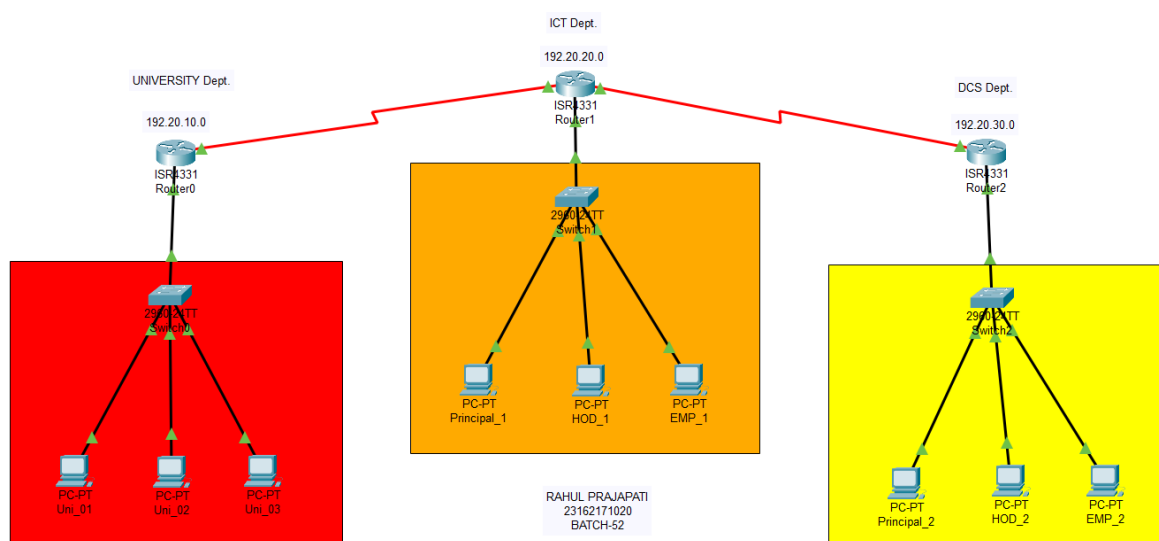 ICT Dept.
192.20.20.0
ISR4331
Router1
UNIVERSITY Dept.
192.20.10.0
ISR4331
Router0
DCS Dept.
192.20.30.0
ISR4331
Router2
2960-24TT
Switch1
PC-PT
Principal_1
PC-PT
HOD_1
PC-PT
EMP_1
2960-24TT
Switch0
PC-PT
Uni_01
PC-PT
Uni_02
PC-PT
Uni_03
2960-24TT
Switch2
PC-PT
Principal_2
PC-PT
HOD_2
PC-PT
EMP_2
RAHUL PRAJAPATI
23162171020
BATCH-52